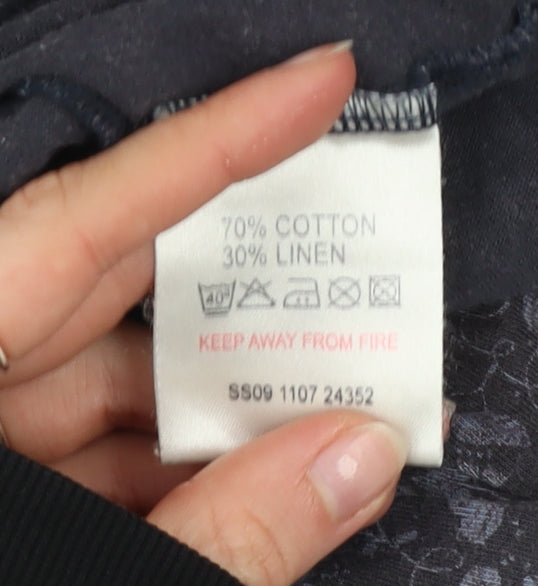 70% COTTON
30% LINEN
40°
KEEP AWAY FROM FIRE
SS09 1107 24352